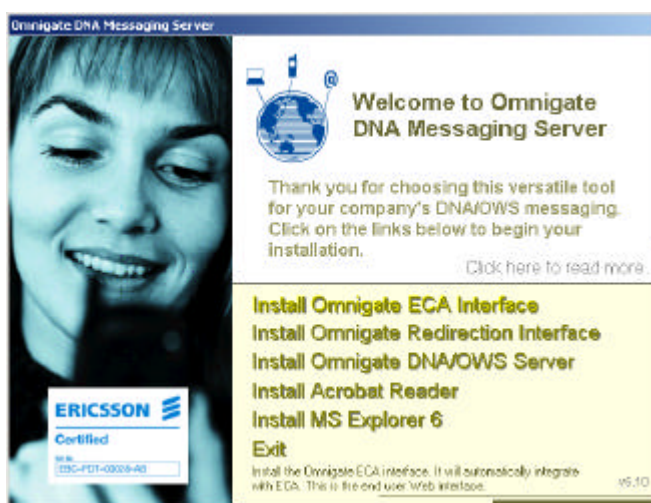 Omnigate DNA Messaging Server
@
Welcome to Omnigate
DNA Messaging Server
Thank you for choosing this versatile tool
for your company's DNA/OWS messaging.
Click on the links below to begin your
installation.
Click here to read more
Install Omnigate ECA Interface
Install Omnigate Redirection Interface
Install Omnigate DNA/OWS Server
Install Acrobat Reader
Install MS Explorer 6
Exit
Install the Omnigate ECA interface. It will automatically integrate
with ECA. This is the end user Web interface.
v6.10
ERICSSON
Certified